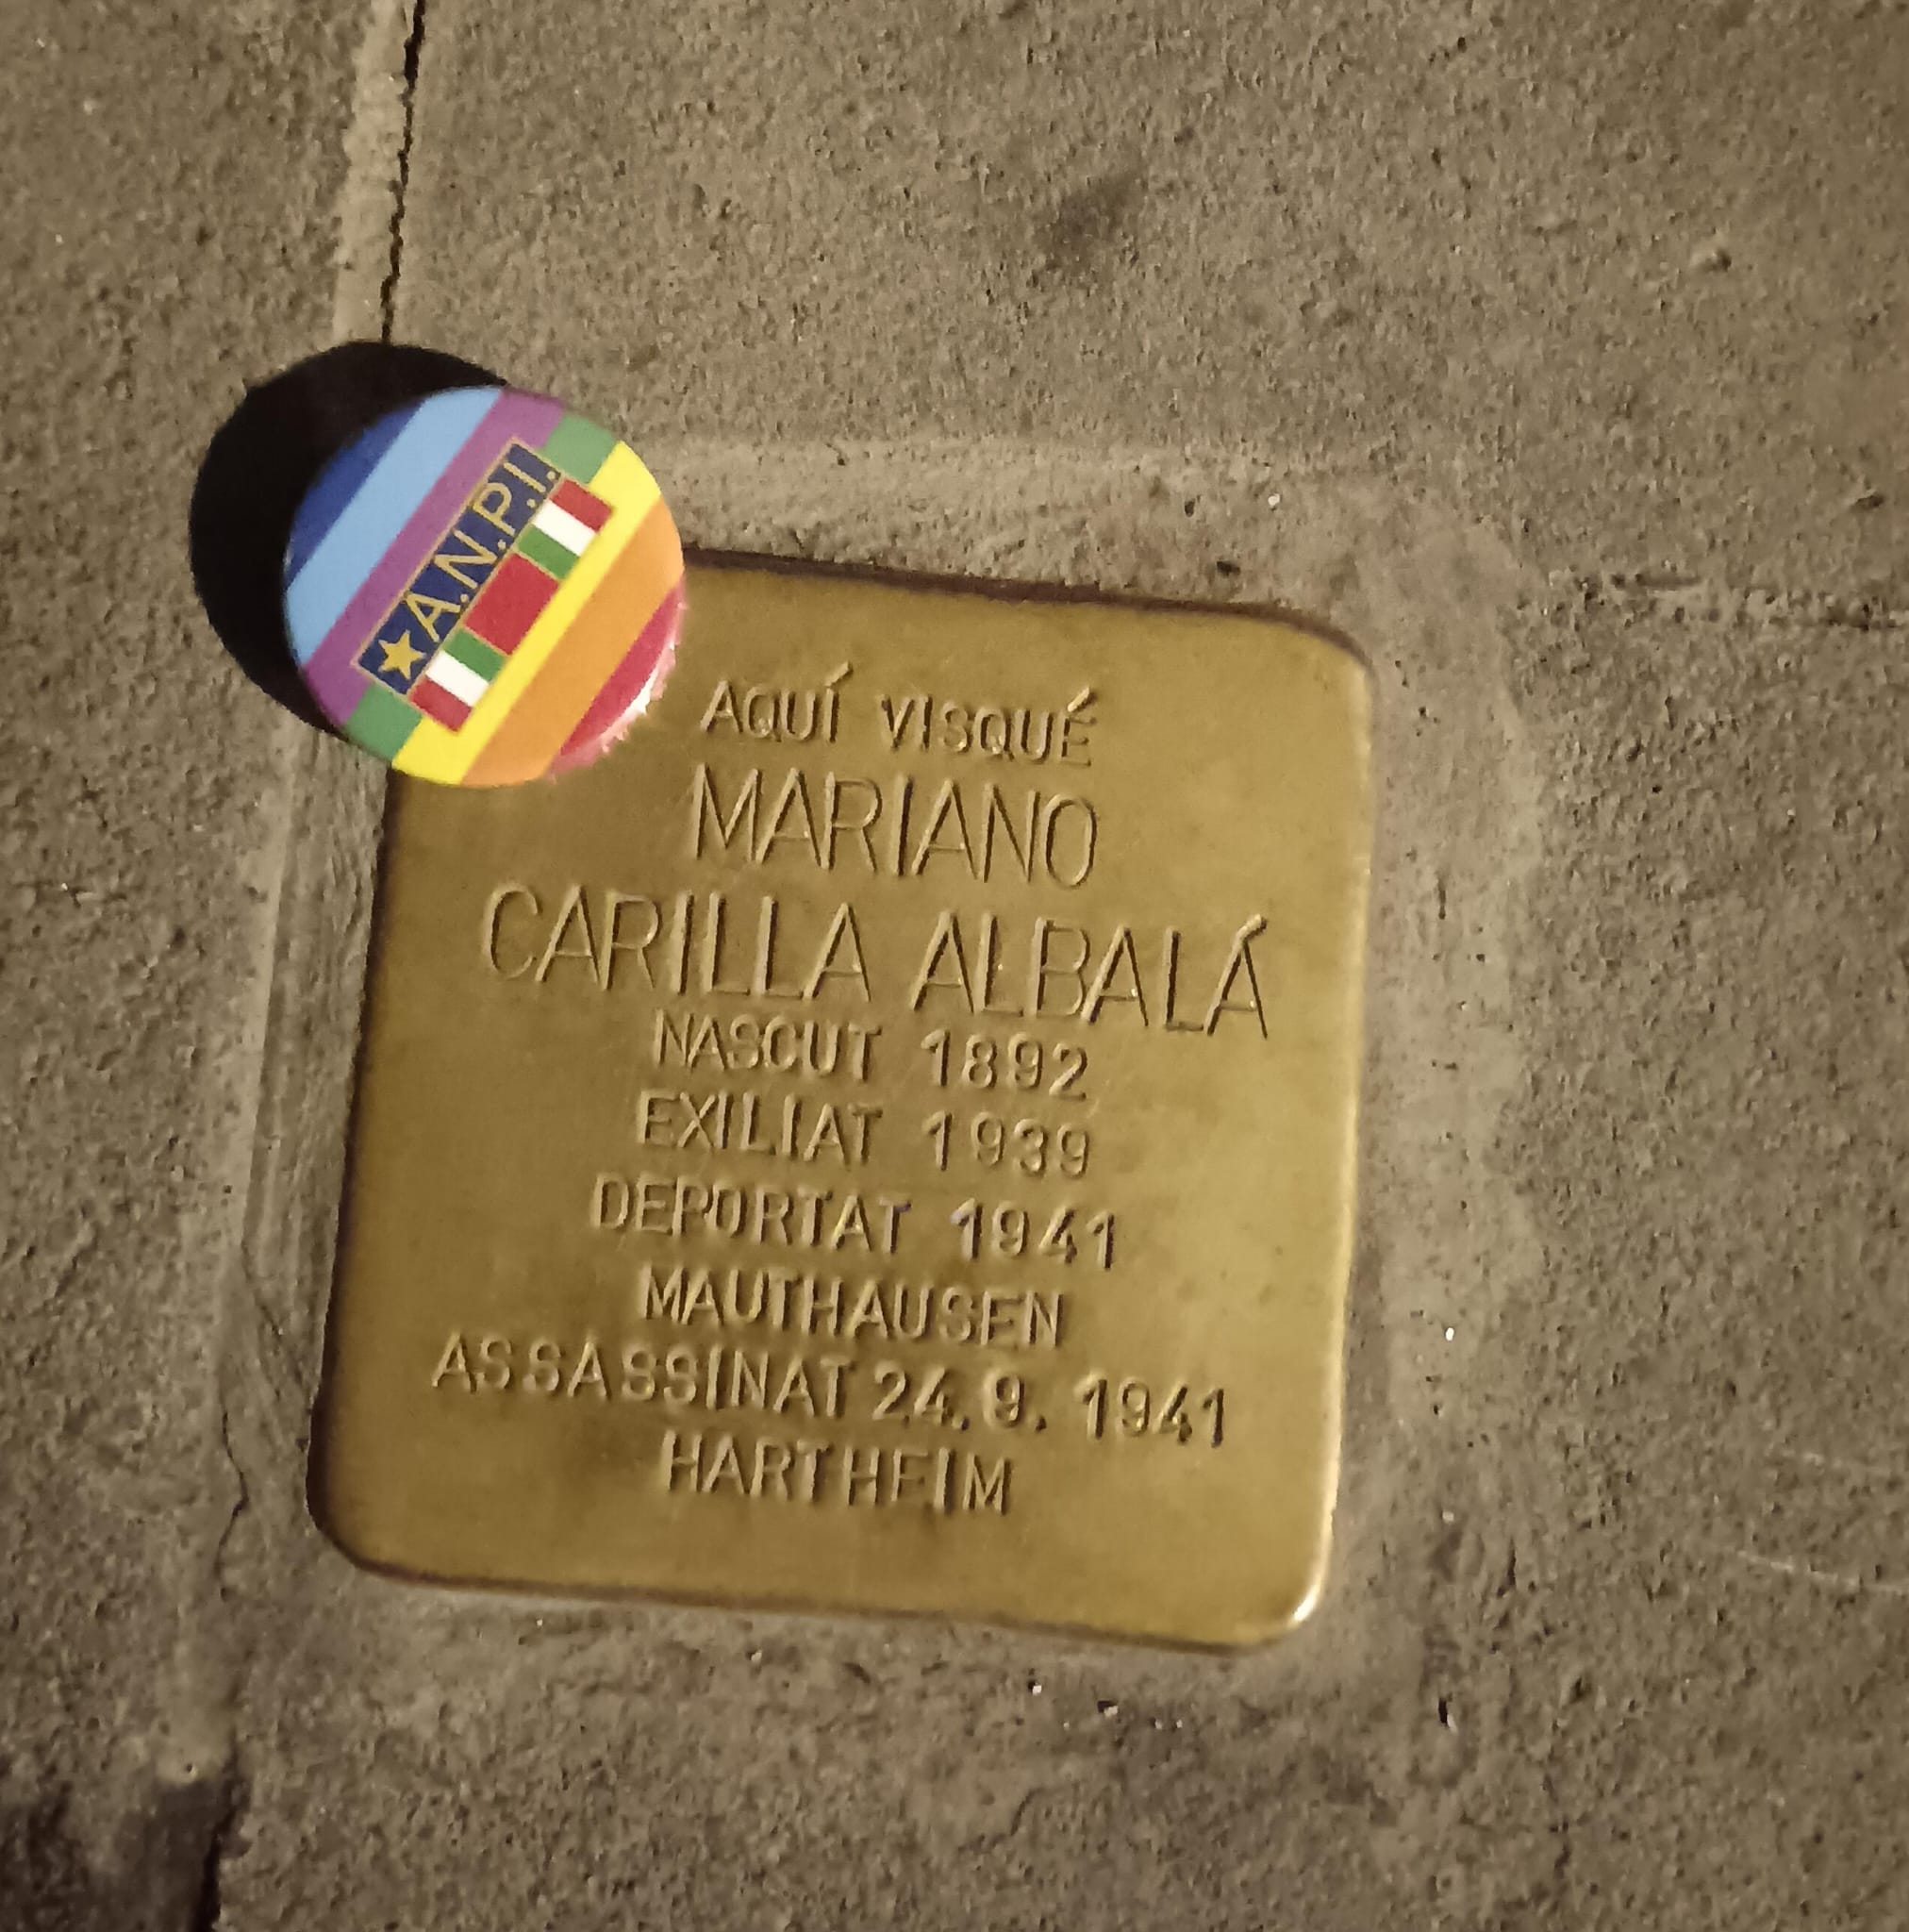 ★A.N.P.I.
AQUÍ VISQUÉ
MARIANO
CARILLA ALBALÁ
NASCUT 1892
EXILIAT 1939
DEPORTAT 1941
MAUTHAUSEN
ASSASSINAT 24.9.1941
HARTHEIM